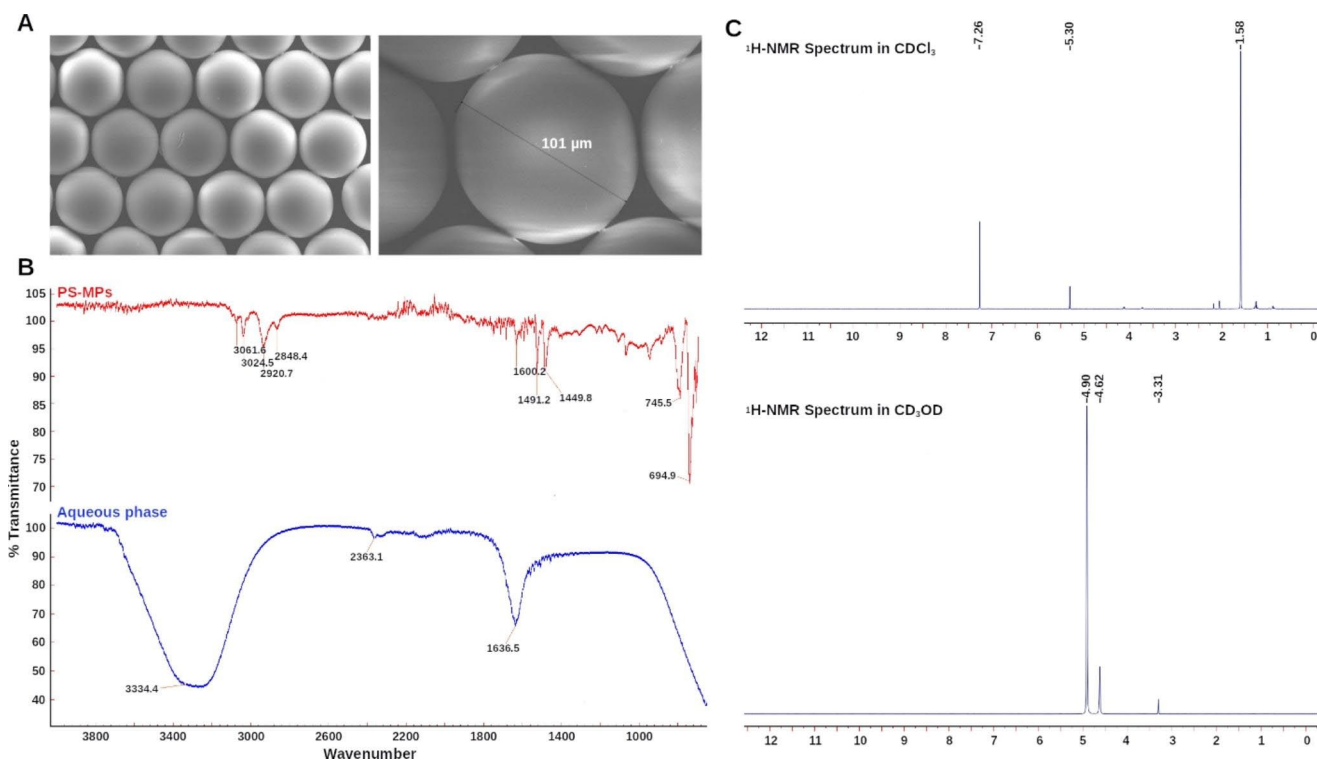 A
101 µm
B
PS-MPs
% Transmittance
105
100
95
90
85
80
75
70
3061.6
3024.5
2920.7
2848.4
1600.2
1491.2
1449.8
745.5
694.9
Aqueous phase
100
90
80
70
60
50
40
3334.4
2363.1
1636.5
3800 3400 3000 2600 2200 1800 1400 1000
Wavenumber
C
¹H-NMR Spectrum in CDCl₃
–7.26
–5.30
–1.58
12 11 10 9 8 7 6 5 4 3 2 1 0
¹H-NMR Spectrum in CD₃OD
–4.90
–4.62
–3.31
12 11 10 9 8 7 6 5 4 3 2 1 0